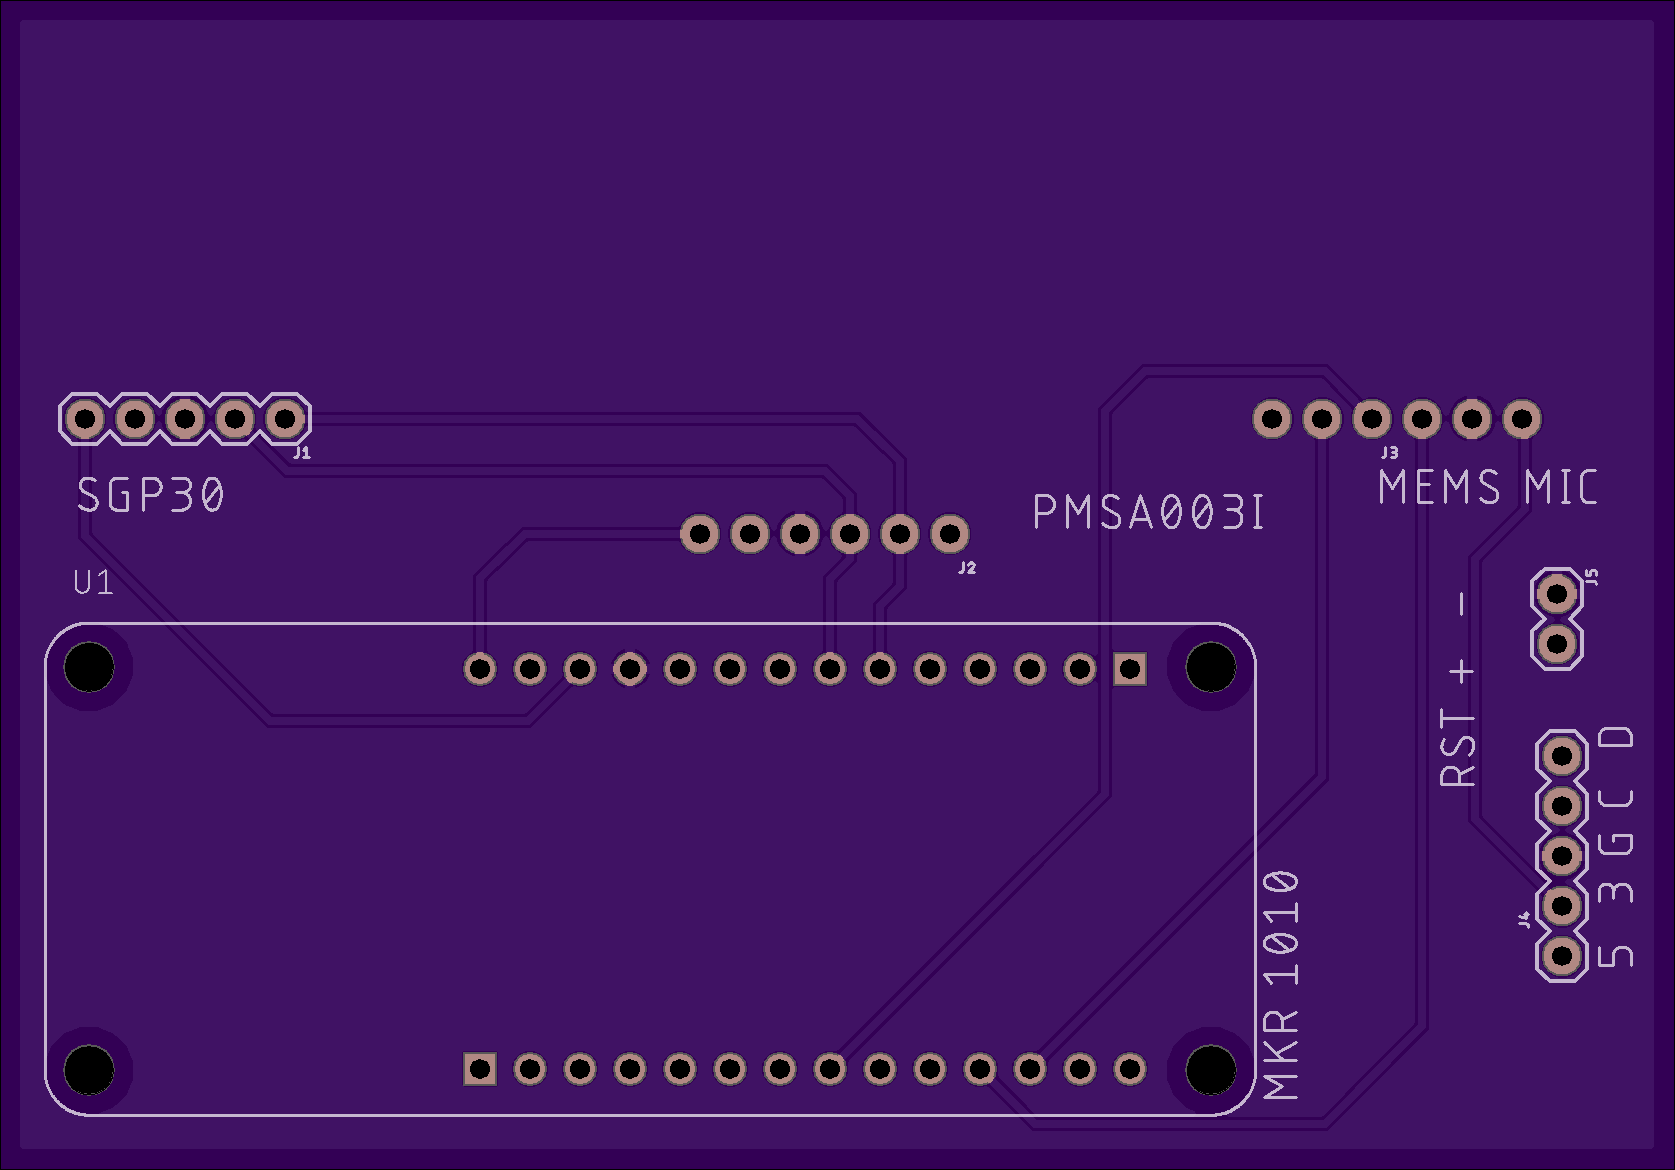 J1
J3
SGP30
MEMS MIC
PMSA003I
J2
U1
J5
RST + -
5 3 G C D
J4
MKR 1010